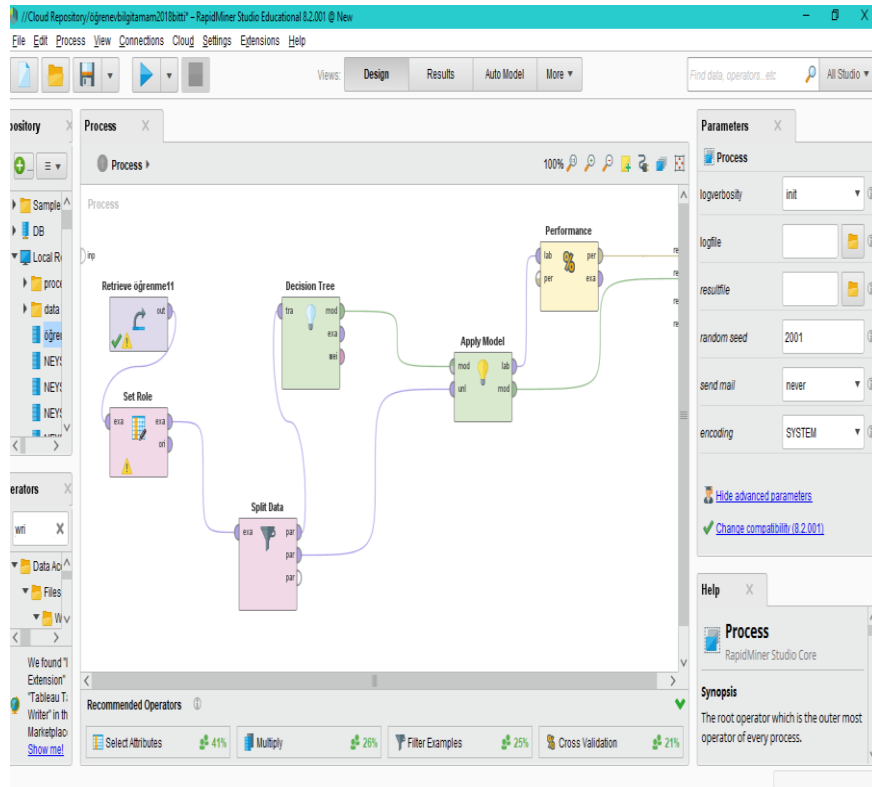 //Cloud Repository/öğrenevbilgitamam2018bitti* – RapidMiner Studio Educational 8.2.001 @ New
File Edit Process View Connections Cloud Settings Extensions Help
Views: Design Results Auto Model More
Find data, operators...etc All Studio
pository
Process
Parameters
Process
100%
Process
Sample
DB
Local R
proce
data
öğre
NEYS
NEYS
NEYS
Process
inp
Retrieve öğrenme11
out
Set Role
exa exa
ori
Decision Tree
tra mod
exa
wei
Split Data
exa par
par
par
Apply Model
mod lab
unl mod
Performance
lab per
per exa
re
re
re
re
logverbosity init
logfile
resultfile
random seed 2001
send mail never
encoding SYSTEM
Hide advanced parameters
Change compatibility (8.2.001)
erators
wri
Data Ac
Files
W
We found "I
Extension"
"Tableau T
Writer" in th
Marketplac
Show me!
Recommended Operators
Select Attributes 41% Multiply 26% Filter Examples 25% Cross Validation 21%
Help
Process
RapidMiner Studio Core
Synopsis
The root operator which is the outer most
operator of every process.